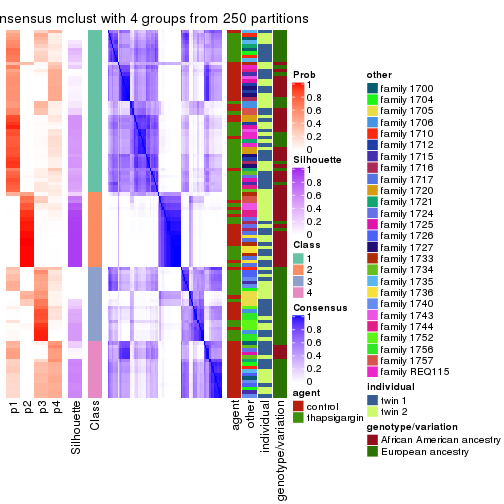 nsensus mclust with 4 groups from 250 partitions
p1
p2
p3
p4
Silhouette
Class
agent
other
individual
genotype/variation
Prob
1
0.8
0.6
0.4
0.2
0
Silhouette
1
0.8
0.6
0.4
0.2
0
Class
1
2
3
4
Consensus
1
0.8
0.6
0.4
0.2
0
agent
control
thapsigargin
other
family 1700
family 1704
family 1705
family 1706
family 1710
family 1712
family 1715
family 1716
family 1717
family 1720
family 1721
family 1724
family 1725
family 1726
family 1727
family 1733
family 1734
family 1735
family 1736
family 1740
family 1743
family 1744
family 1752
family 1756
family 1757
family REQ115
individual
twin 1
twin 2
genotype/variation
African American ancestry
European ancestry